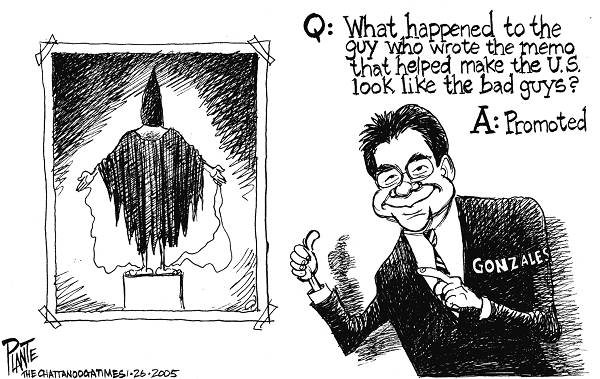 Q: What happened to the
guy who wrote the memo
that helped make the U.S.
look like the bad guys?
A: Promoted
GONZALES
PLANTE
THE CHATTANOOGA TIMES 1·26·2005